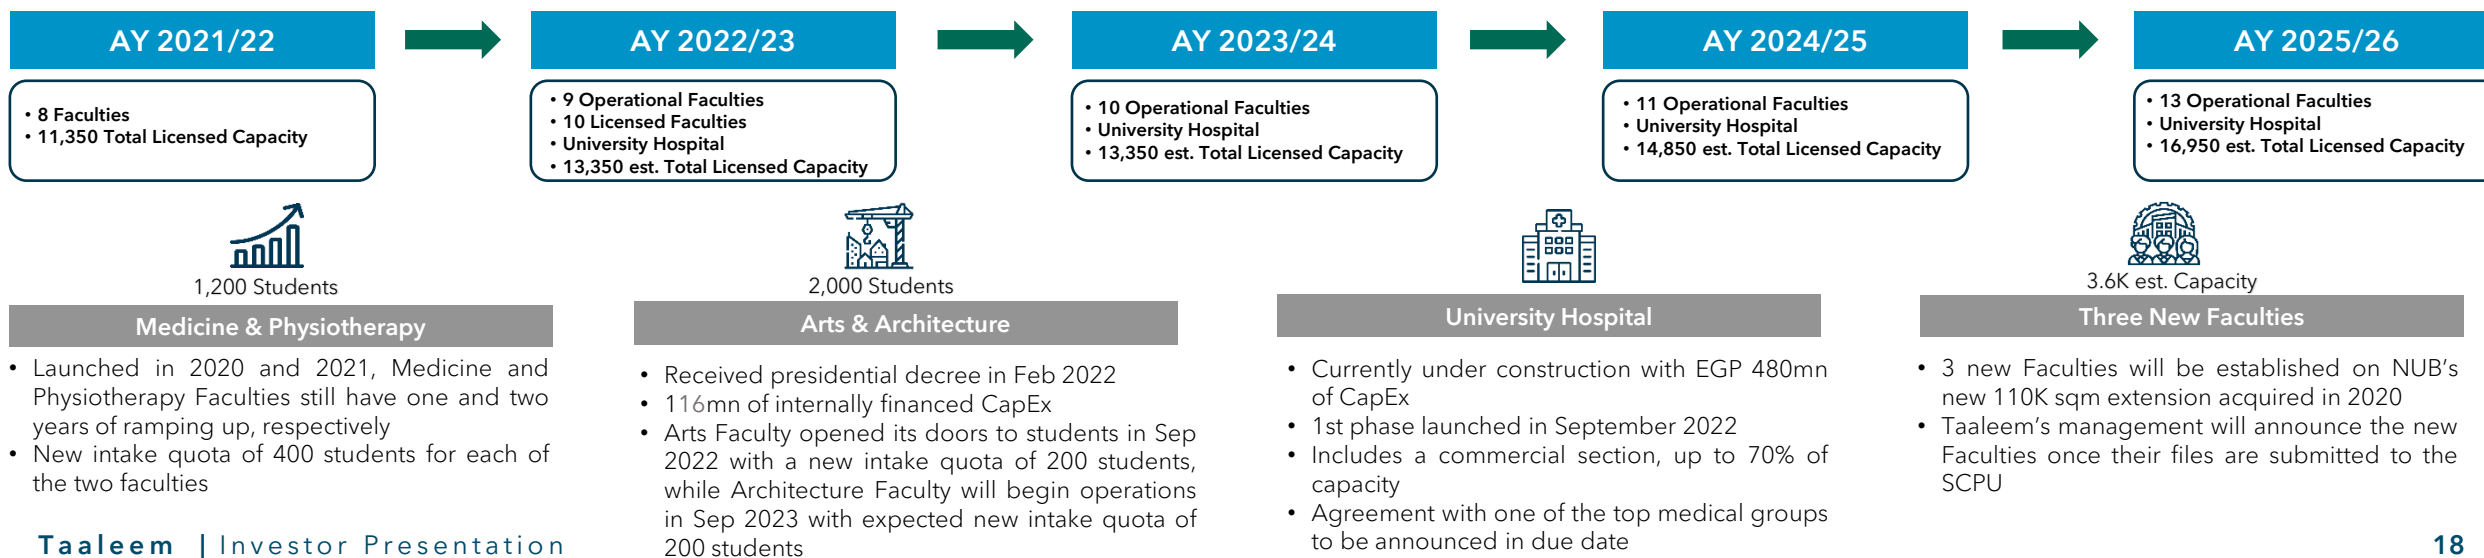 AY 2021/22
AY 2022/23
AY 2023/24
AY 2024/25
AY 2025/26
• 8 Faculties
• 11,350 Total Licensed Capacity
• 9 Operational Faculties
• 10 Licensed Faculties
• University Hospital
• 13,350 est. Total Licensed Capacity
• 10 Operational Faculties
• University Hospital
• 13,350 est. Total Licensed Capacity
• 11 Operational Faculties
• University Hospital
• 14,850 est. Total Licensed Capacity
• 13 Operational Faculties
• University Hospital
• 16,950 est. Total Licensed Capacity
1,200 Students
Medicine & Physiotherapy
• Launched in 2020 and 2021, Medicine and
Physiotherapy Faculties still have one and two
years of ramping up, respectively
• New intake quota of 400 students for each of
the two faculties
2,000 Students
Arts & Architecture
• Received presidential decree in Feb 2022
• 116mn of internally financed CapEx
• Arts Faculty opened its doors to students in Sep
2022 with a new intake quota of 200 students,
while Architecture Faculty will begin operations
in Sep 2023 with expected new intake quota of
200 students
University Hospital
• Currently under construction with EGP 480mn
of CapEx
• 1st phase launched in September 2022
• Includes a commercial section, up to 70% of
capacity
• Agreement with one of the top medical groups
to be announced in due date
3.6K est. Capacity
Three New Faculties
• 3 new Faculties will be established on NUB's
new 110K sqm extension acquired in 2020
• Taaleem's management will announce the new
Faculties once their files are submitted to the
SCPU
Taaleem | Investor Presentation
18